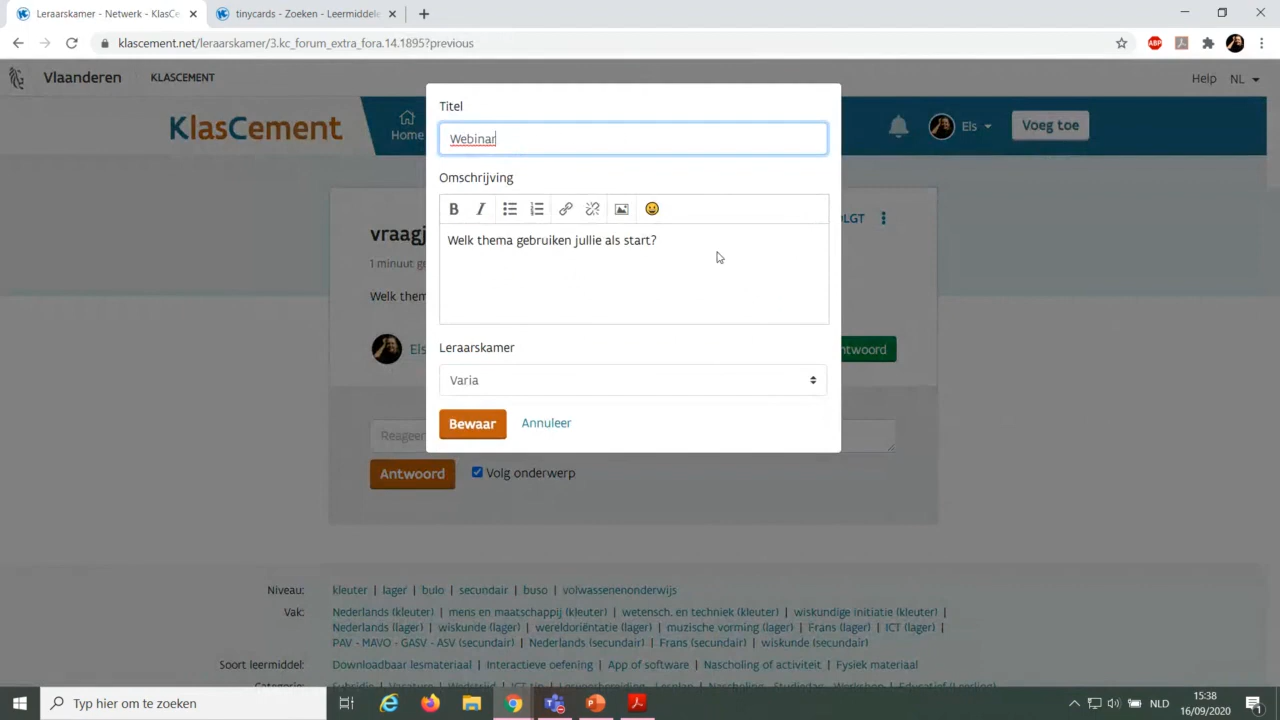 Leraarskamer - Netwerk - KlasCe
tinycards - Zoeken - Leermiddele
klascement.net/leraarskamer/3.kc_forum_extra_fora.14.1895?previous
ABP
Vlaanderen
KLASCEMENT
Help
NL
KlasCement
Home
Els
Voeg toe
Titel
Webinar
Omschrijving
B I
Welk thema gebruiken jullie als start?
vraagj
1 minuut ge
Welk them
Els
LGT
ntwoord
Leraarskamer
Varia
Bewaar
Annuleer
Reageer
Antwoord
Volg onderwerp
Niveau: kleuter | lager | bulo | secundair | buso | volwassenenonderwijs
Vak: Nederlands (kleuter) | mens en maatschappij (kleuter) | wetensch. en techniek (kleuter) | wiskundige initiatie (kleuter) |
Nederlands (lager) | wiskunde (lager) | wereldoriëntatie (lager) | muzische vorming (lager) | Frans (lager) | ICT (lager) |
PAV - MAVO - GASV - ASV (secundair) | Nederlands (secundair) | Frans (secundair) | wiskunde (secundair)
Soort leermiddel: Downloadbaar lesmateriaal | Interactieve oefening | App of software | Nascholing of activiteit | Fysiek materiaal
Typ hier om te zoeken
NLD
15:38
16/09/2020
1